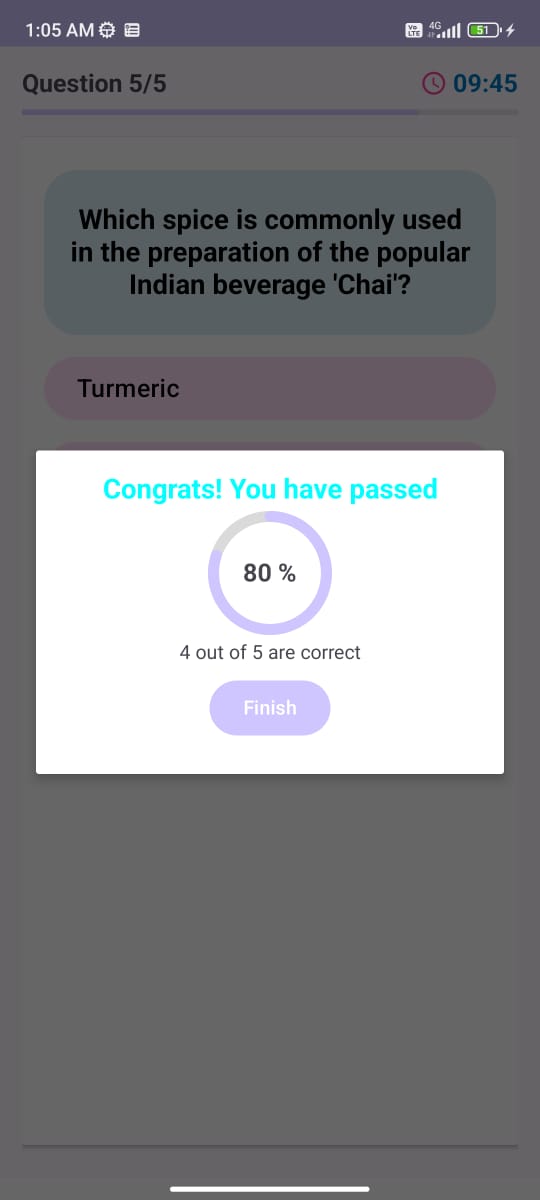 1:05 AM
Vo LTE 4G 51
Question 5/5
09:45
Which spice is commonly used
in the preparation of the popular
Indian beverage 'Chai'?
Turmeric
Congrats! You have passed
80 %
4 out of 5 are correct
Finish